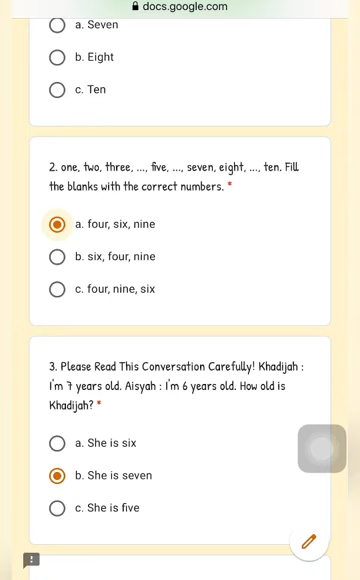 docs.google.com
a. Seven
b. Eight
c. Ten
2. one, two, three, ..., five, ..., seven, eight, ..., ten. Fill
the blanks with the correct numbers. *
a. four, six, nine
b. six, four, nine
c. four, nine, six
3. Please Read This Conversation Carefully! Khadijah :
I'm 7 years old. Aisyah : I'm 6 years old. How old is
Khadijah? *
a. She is six
b. She is seven
c. She is five